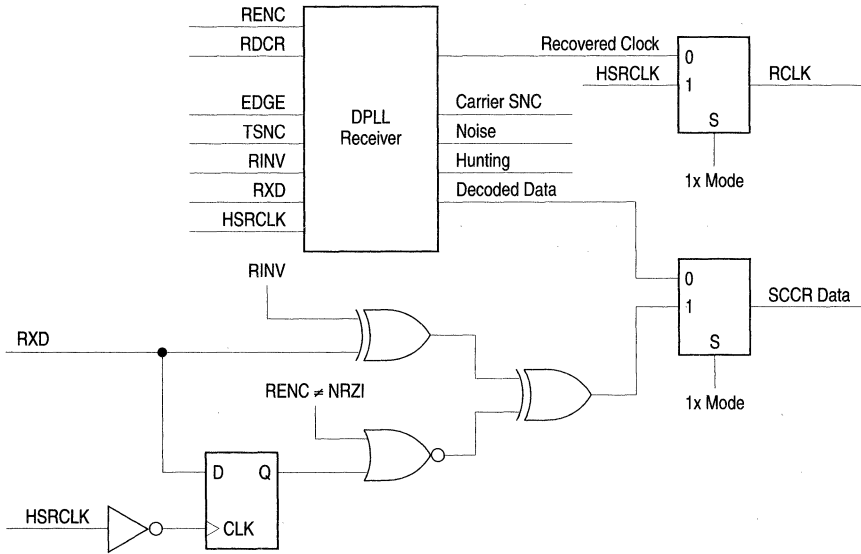 RENC
RDCR
EDGE
TSNC
RINV
RXD
HSRCLK
DPLL
Receiver
Recovered Clock
HSRCLK
Carrier SNC
Noise
Hunting
Decoded Data
0
1
S
RCLK
1x Mode
RINV
RXD
RENC ≠ NRZI
0
1
S
SCCR Data
1x Mode
D Q
CLK
HSRCLK